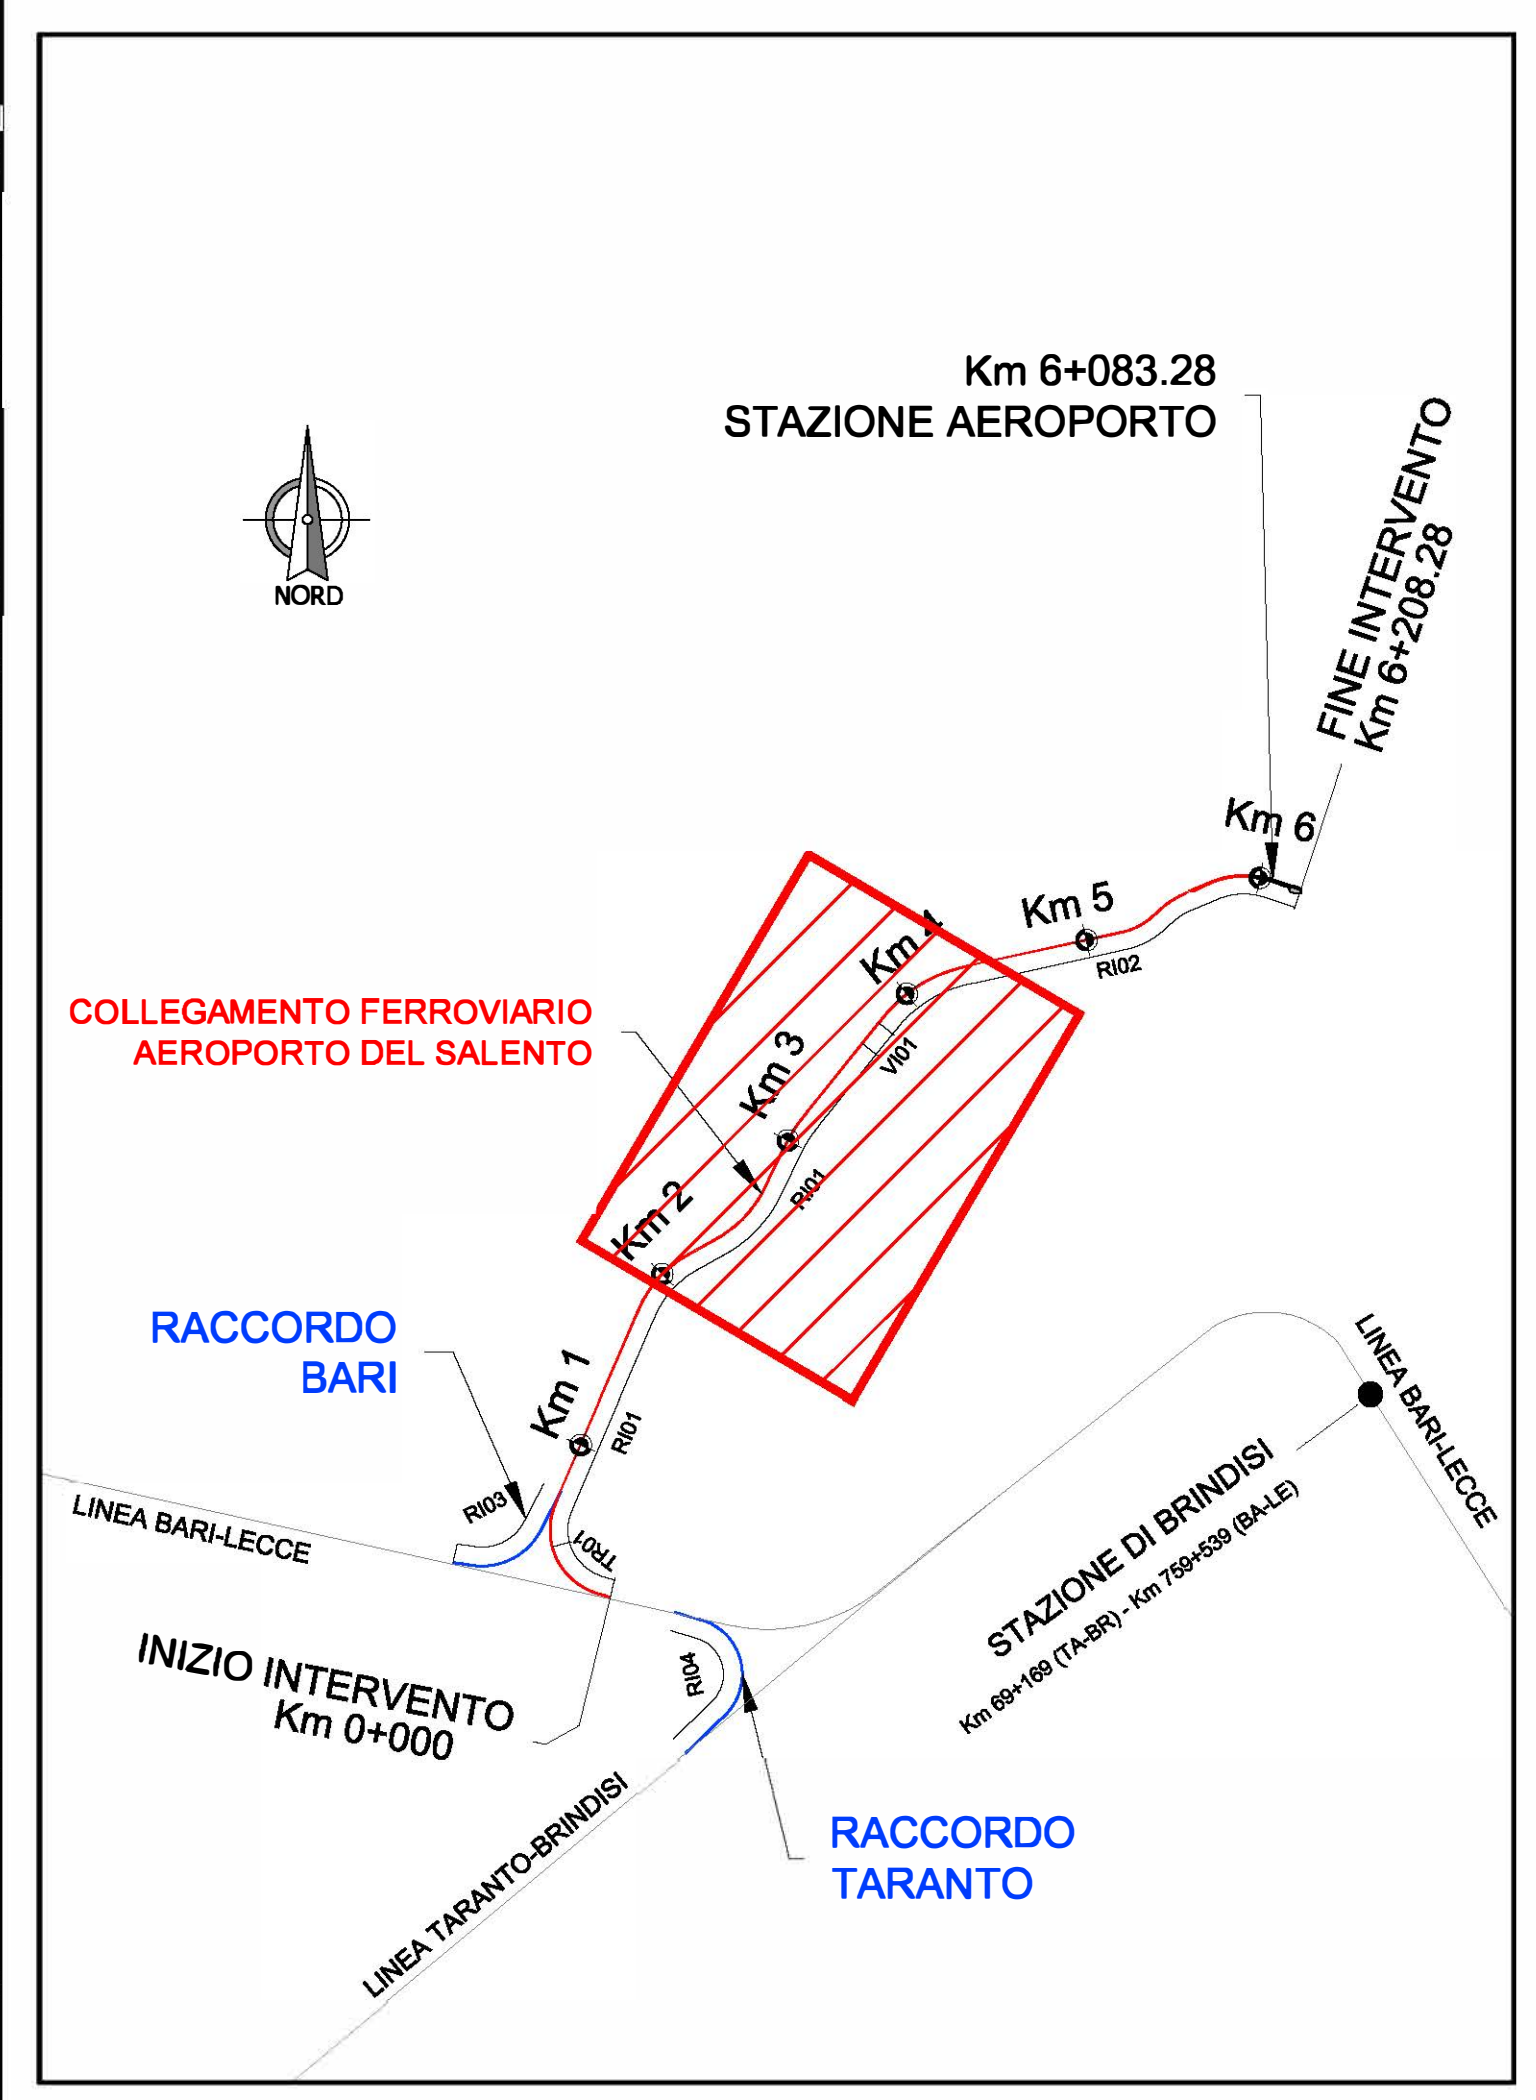 Km 6+083.28
STAZIONE AEROPORTO
FINE INTERVENTO
Km 6+208.28
NORD
Km 6
Km 5
RI02
Km 4
COLLEGAMENTO FERROVIARIO
AEROPORTO DEL SALENTO
Km 3
VI01
RI01
Km 2
RACCORDO
BARI
Km 1
RI01
LINEA BARI-LECCE
RI03
LINEA BARI-LECCE
TR01
STAZIONE DI BRINDISI
Km 69+169 (TA-BR) - Km 759+539 (BA-LE)
INIZIO INTERVENTO
Km 0+000
RI04
LINEA TARANTO-BRINDISI
RACCORDO
TARANTO